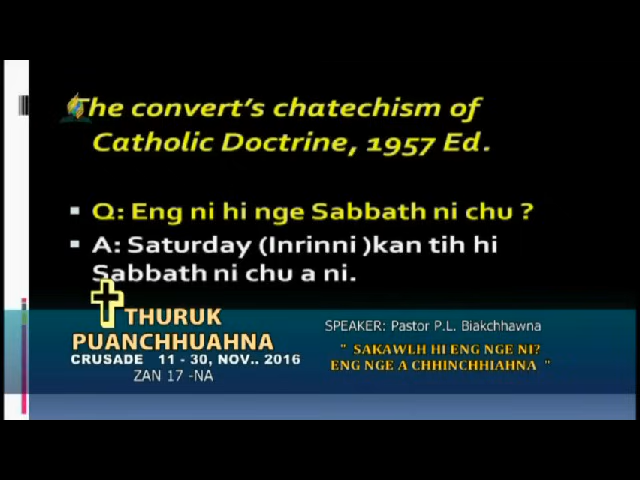 The convert's chatechism of
Catholic Doctrine, 1957 Ed.
Q: Eng ni hi nge Sabbath ni chu ?
A: Saturday (Inrinni )kan tih hi
Sabbath ni chu a ni.
THURUK
PUANCHHUAHNA
CRUSADE 11 - 30, NOV.. 2016
ZAN 17 -NA
SPEAKER: Pastor P.L. Biakchhawna
" SAKAWLH HI ENG NGE NI?
ENG NGE A CHHINCHHIAHNA "